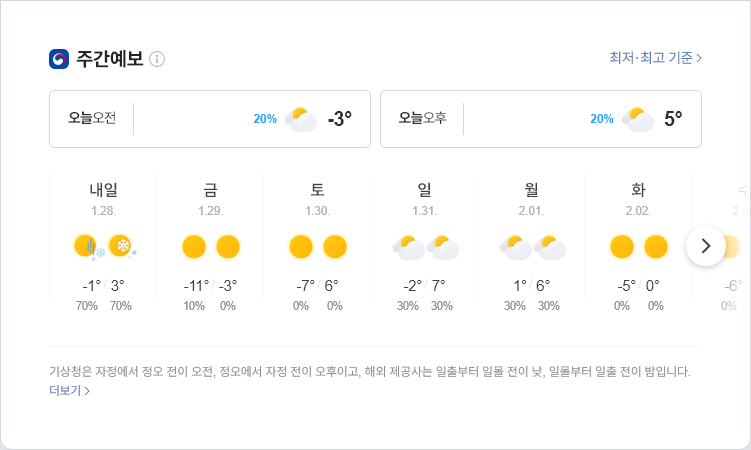 주간예보
최저·최고 기준
오늘오전 20% -3°
오늘오후 20% 5°
내일 금 토 일 월 화 수
1.28. 1.29. 1.30. 1.31. 2.01. 2.02.
-1° / 3° -11° / -3° -7° / 6° -2° / 7° 1° / 6° -5° / 0° -6°
70% 70% 10% 0% 0% 0% 30% 30% 30% 30% 0% 0% 0%
기상청은 자정에서 정오 전이 오전, 정오에서 자정 전이 오후이고, 해외 제공사는 일출부터 일몰 전이 낮, 일몰부터 일출 전이 밤입니다.
더보기